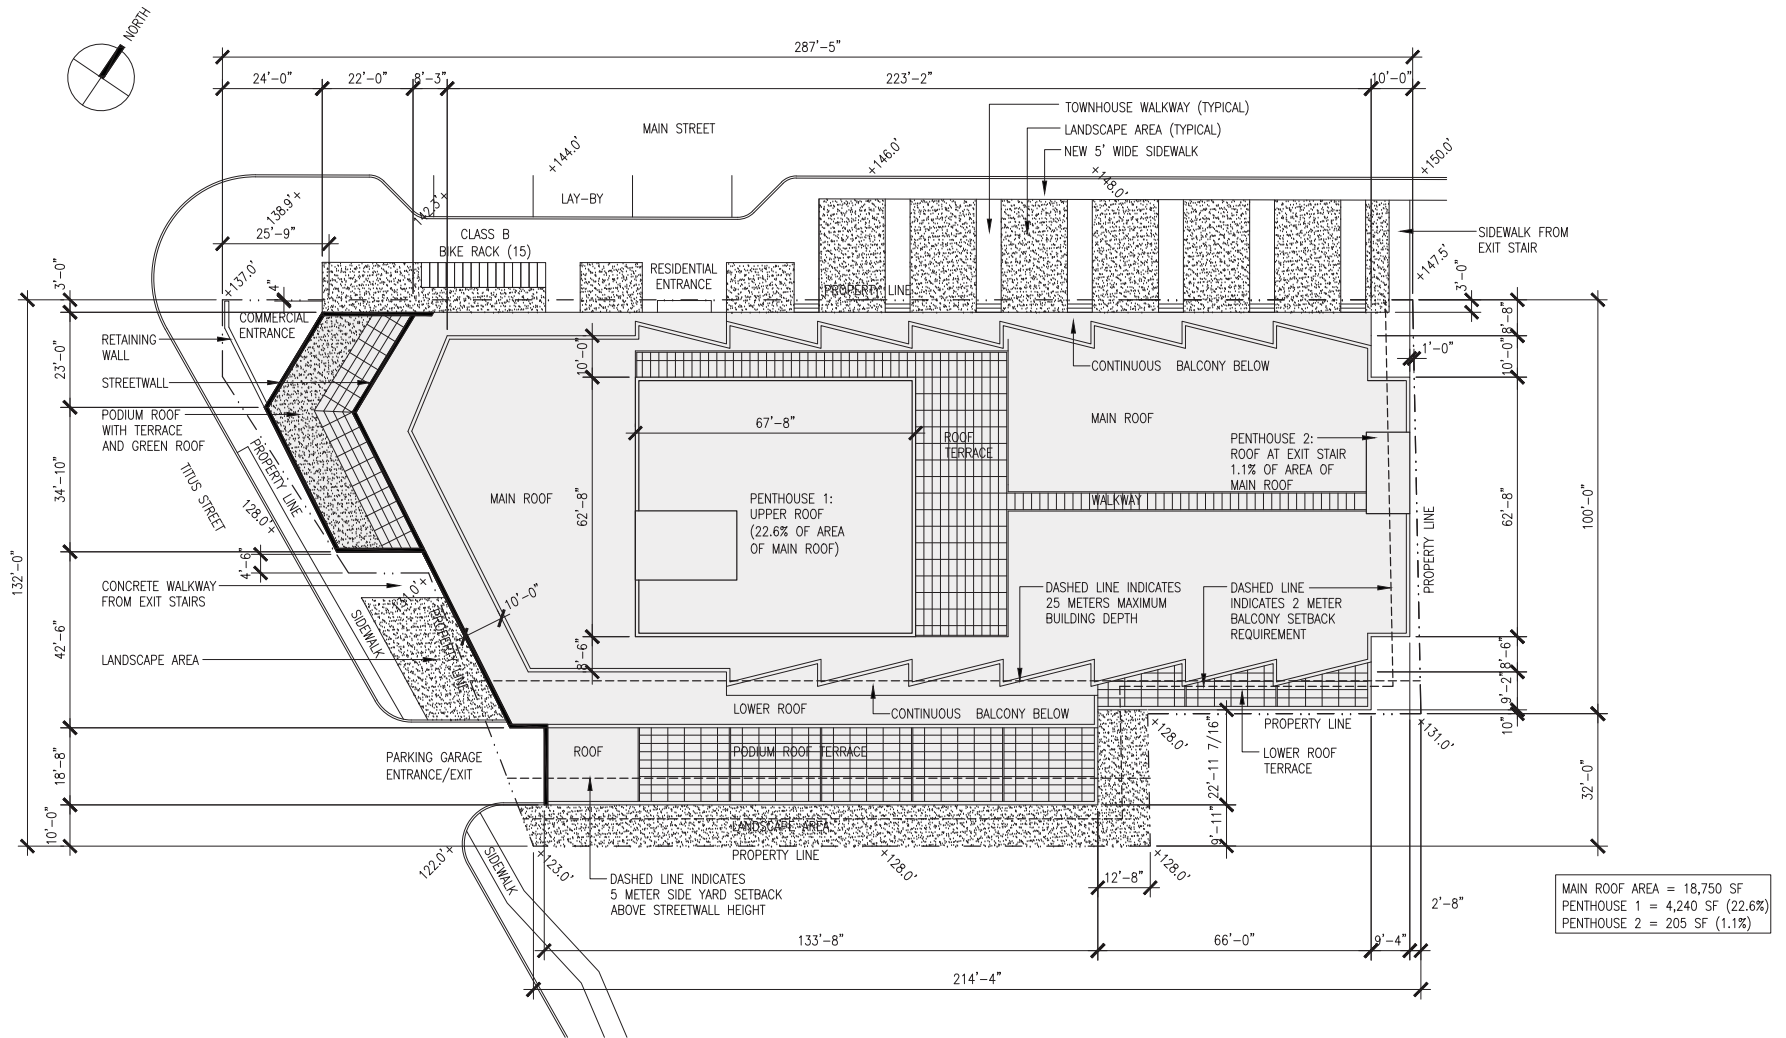 NORTH
287'-5"
24'-0"
22'-0"
8'-3"
223'-2"
10'-0"
MAIN STREET
TOWNHOUSE WALKWAY (TYPICAL)
LANDSCAPE AREA (TYPICAL)
NEW 5' WIDE SIDEWALK
+144.0'
+146.0'
+148.0'
+150.0'
LAY-BY
138.9'+
142.3'+
25'-9"
CLASS B
BIKE RACK (15)
SIDEWALK FROM
EXIT STAIR
RESIDENTIAL
ENTRANCE
+137.0'
+147.5'
3'-0"
4"
3'-0"
PROPERTY LINE
COMMERCIAL
ENTRANCE
8'-8"
RETAINING
WALL
23'-0"
10'-0"
10'-0"
1'-0"
CONTINUOUS BALCONY BELOW
STREETWALL
PODIUM ROOF
WITH TERRACE
AND GREEN ROOF
67'-8"
MAIN ROOF
ROOF
TERRACE
PENTHOUSE 2:
ROOF AT EXIT STAIR
1.1% OF AREA OF
MAIN ROOF
PROPERTY LINE
TITUS STREET
34'-10"
128.0'+
MAIN ROOF
62'-8"
PENTHOUSE 1:
UPPER ROOF
(22.6% OF AREA
OF MAIN ROOF)
WALKWAY
62'-8"
100'-0"
PROPERTY LINE
132'-0"
4'-6"
CONCRETE WALKWAY
FROM EXIT STAIRS
131.0'+
10'-0"
DASHED LINE INDICATES
25 METERS MAXIMUM
BUILDING DEPTH
DASHED LINE
INDICATES 2 METER
BALCONY SETBACK
REQUIREMENT
SIDEWALK
PROPERTY LINE
42'-6"
LANDSCAPE AREA
8'-6"
8'-6"
9'-2"
10"
LOWER ROOF
CONTINUOUS BALCONY BELOW
PROPERTY LINE
+128.0'
+131.0'
PARKING GARAGE
ENTRANCE/EXIT
ROOF
PODIUM ROOF TERRACE
LOWER ROOF
TERRACE
18'-8"
22'-11 7/16"
32'-0"
10'-0"
LANDSCAPE AREA
9'-11"
PROPERTY LINE
122.0'+
SIDEWALK
+123.0'
+128.0'
+128.0'
DASHED LINE INDICATES
5 METER SIDE YARD SETBACK
ABOVE STREETWALL HEIGHT
12'-8"
2'-8"
MAIN ROOF AREA = 18,750 SF
PENTHOUSE 1 = 4,240 SF (22.6%)
PENTHOUSE 2 = 205 SF (1.1%)
133'-8"
66'-0"
9'-4"
214'-4"